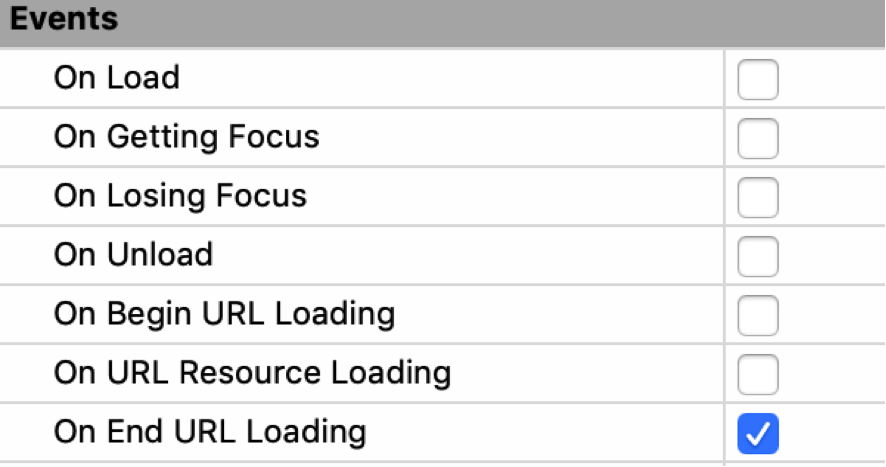 Events
On Load
On Getting Focus
On Losing Focus
On Unload
On Begin URL Loading
On URL Resource Loading
On End URL Loading